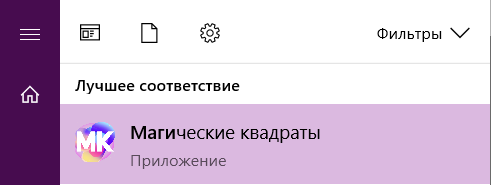 Фильтры
Лучшее соответствие
МК
Магические квадраты
Приложение